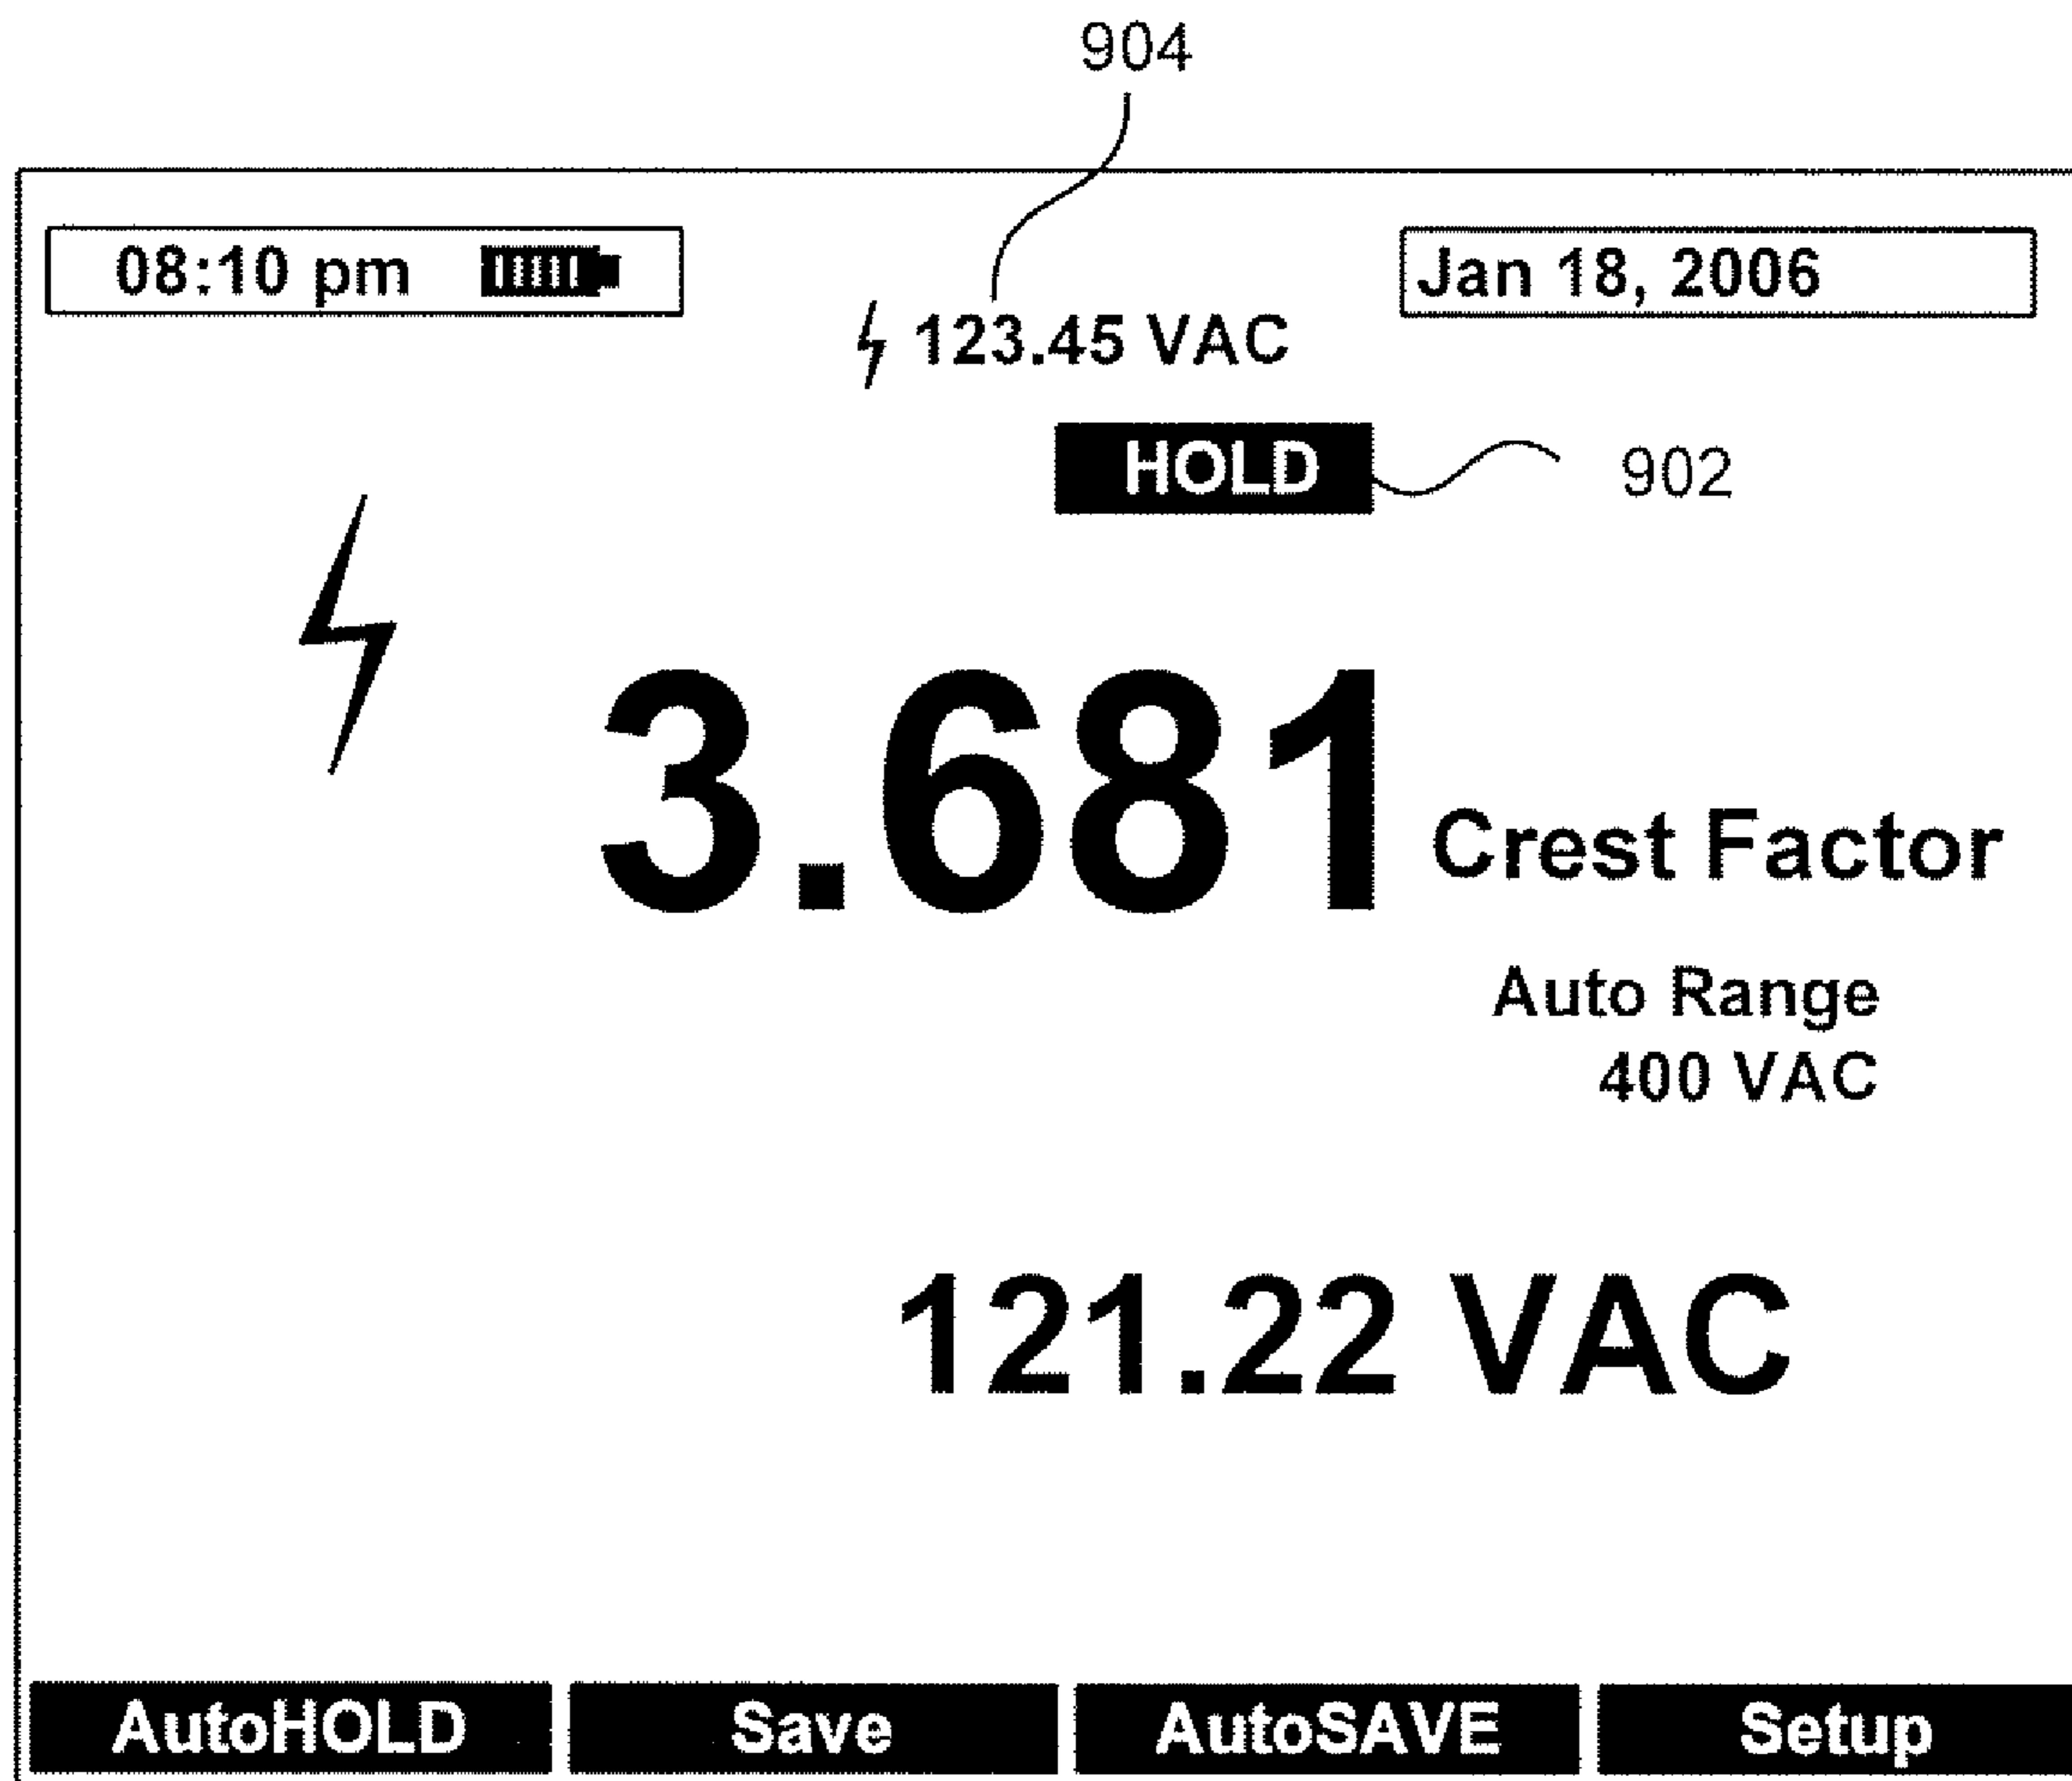 904
08:10 pm
Jan 18, 2006
123.45 VAC
HOLD
902
3.681 Crest Factor
Auto Range
400 VAC
121.22 VAC
AutoHOLD Save AutoSAVE Setup